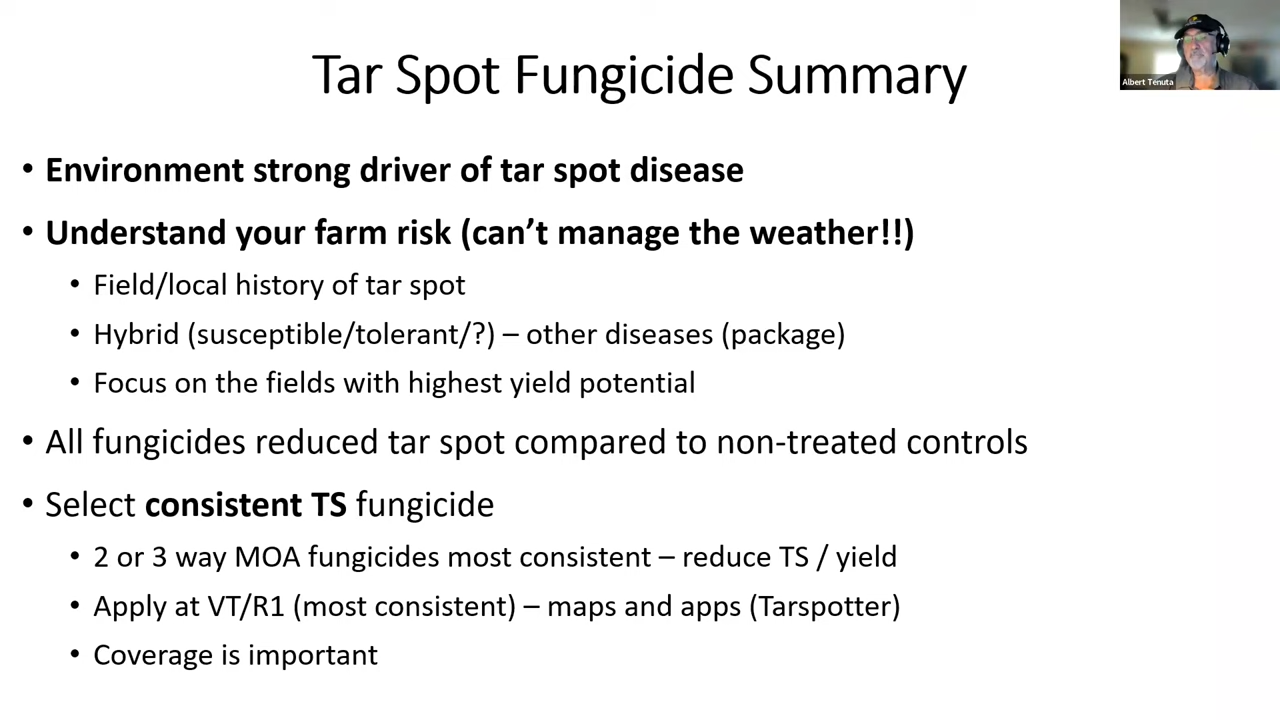 Tar Spot Fungicide Summary
Albert Tenuta
• Environment strong driver of tar spot disease
• Understand your farm risk (can’t manage the weather!!)
• Field/local history of tar spot
• Hybrid (susceptible/tolerant/?) – other diseases (package)
• Focus on the fields with highest yield potential
• All fungicides reduced tar spot compared to non-treated controls
• Select consistent TS fungicide
• 2 or 3 way MOA fungicides most consistent – reduce TS / yield
• Apply at VT/R1 (most consistent) – maps and apps (Tarspotter)
• Coverage is important